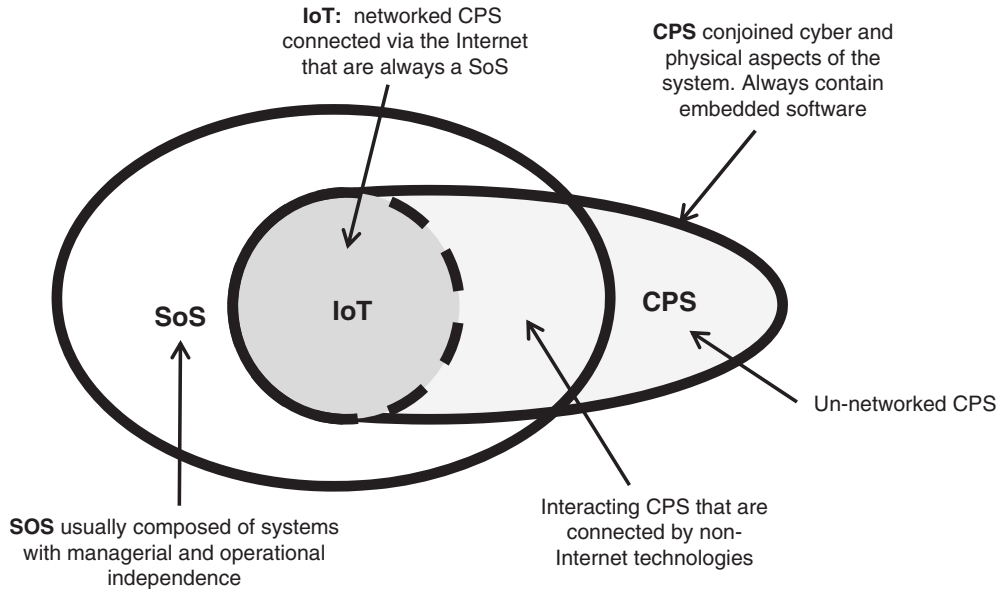 IoT: networked CPS
connected via the Internet
that are always a SoS
CPS conjoined cyber and
physical aspects of the
system. Always contain
embedded software
SoS
IoT
CPS
Un-networked CPS
SOS usually composed of systems
with managerial and operational
independence
Interacting CPS that are
connected by non-
Internet technologies